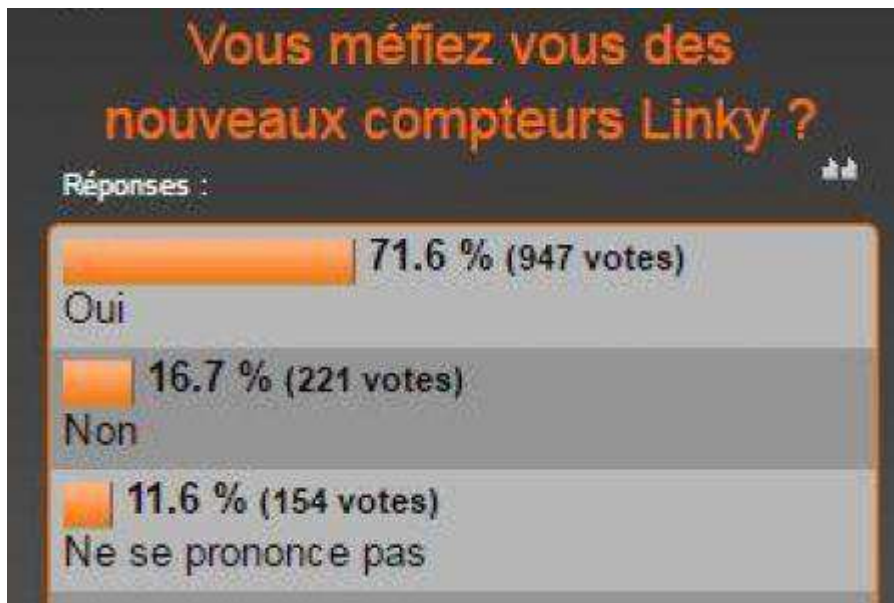 Vous méfiez vous des
nouveaux compteurs Linky ?
Réponses :
71.6 % (947 votes)
Oui
16.7 % (221 votes)
Non
11.6 % (154 votes)
Ne se prononce pas